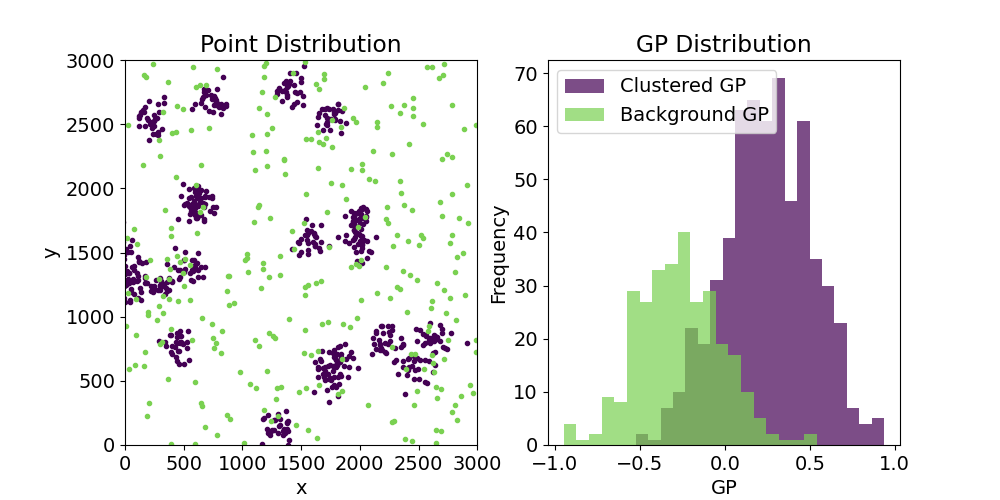 Point Distribution
3000
2500
2000
1500
1000
500
0
y
0 500 1000 1500 2000 2500 3000
x
GP Distribution
Clustered GP
Background GP
70
60
50
40
30
20
10
0
Frequency
−1.0 −0.5 0.0 0.5 1.0
GP